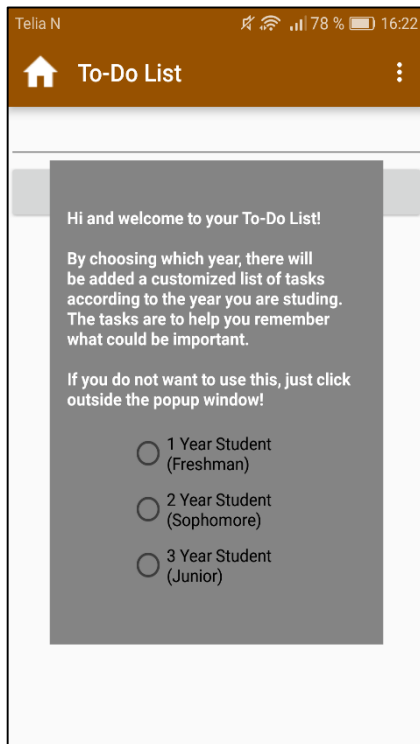 Telia N 78 % 16:22
To-Do List
Hi and welcome to your To-Do List!
By choosing which year, there will
be added a customized list of tasks
according to the year you are studing.
The tasks are to help you remember
what could be important.
If you do not want to use this, just click
outside the popup window!
1 Year Student
(Freshman)
2 Year Student
(Sophomore)
3 Year Student
(Junior)